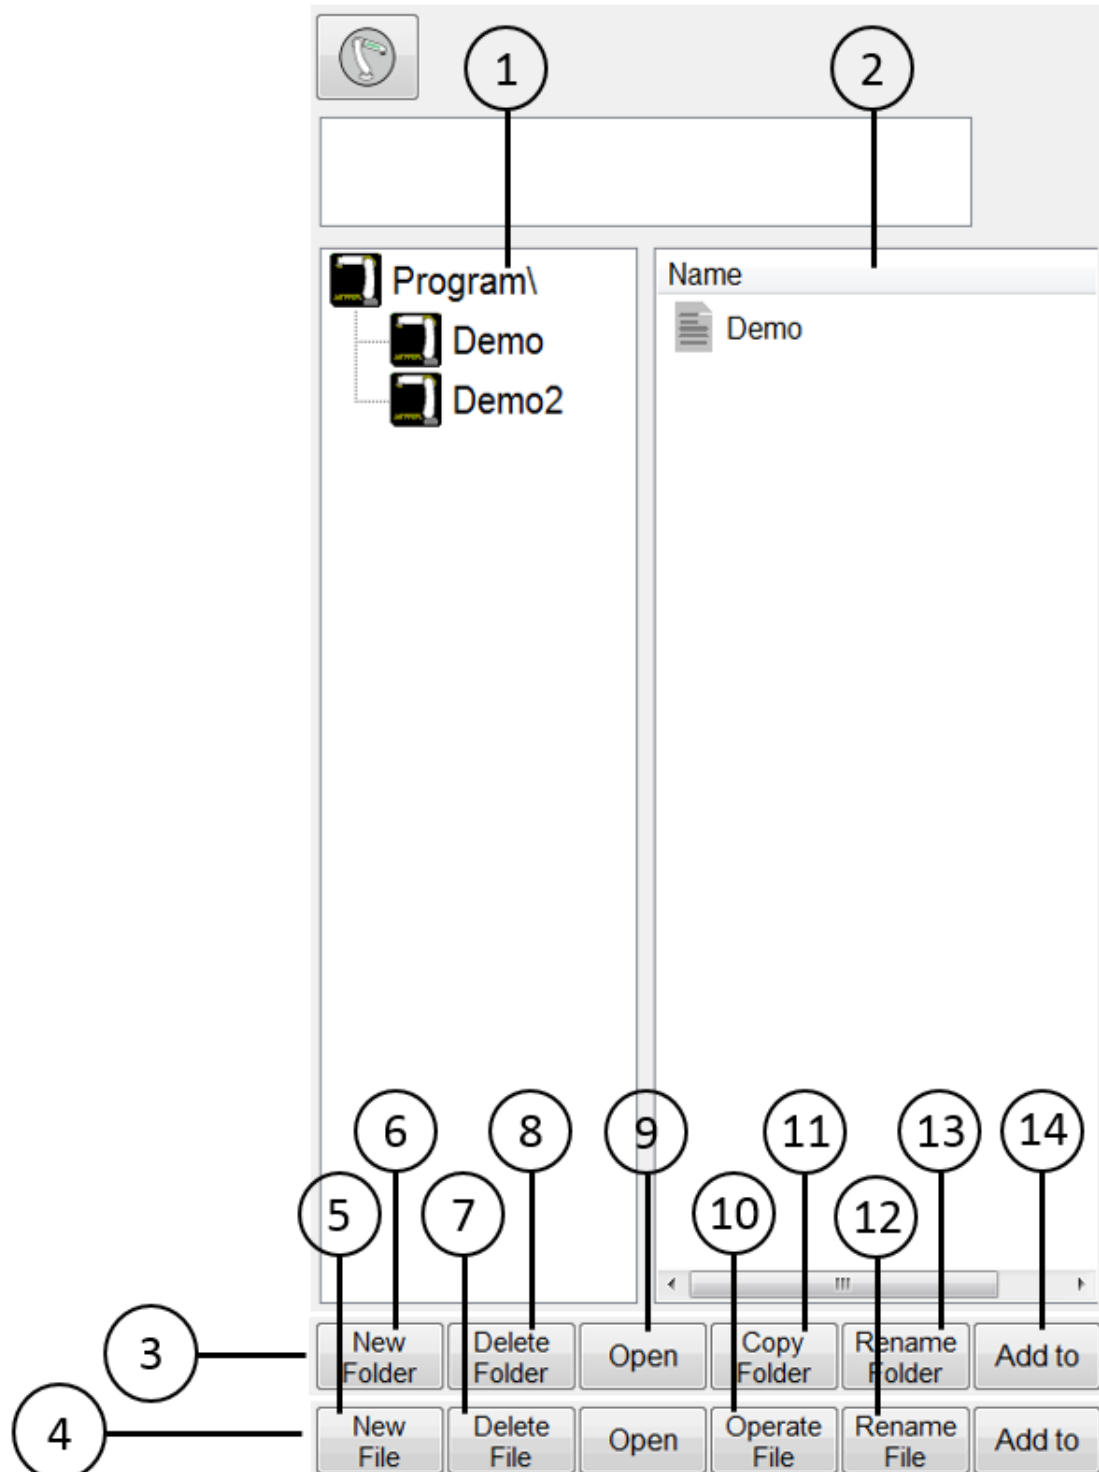 1
2
Program\
Demo
Demo2
Name
Demo
6
8
9
11
13
14
5
7
10
12
3
New
Folder
Delete
Folder
Open
Copy
Folder
Rename
Folder
Add to
4
New
File
Delete
File
Open
Operate
File
Rename
File
Add to